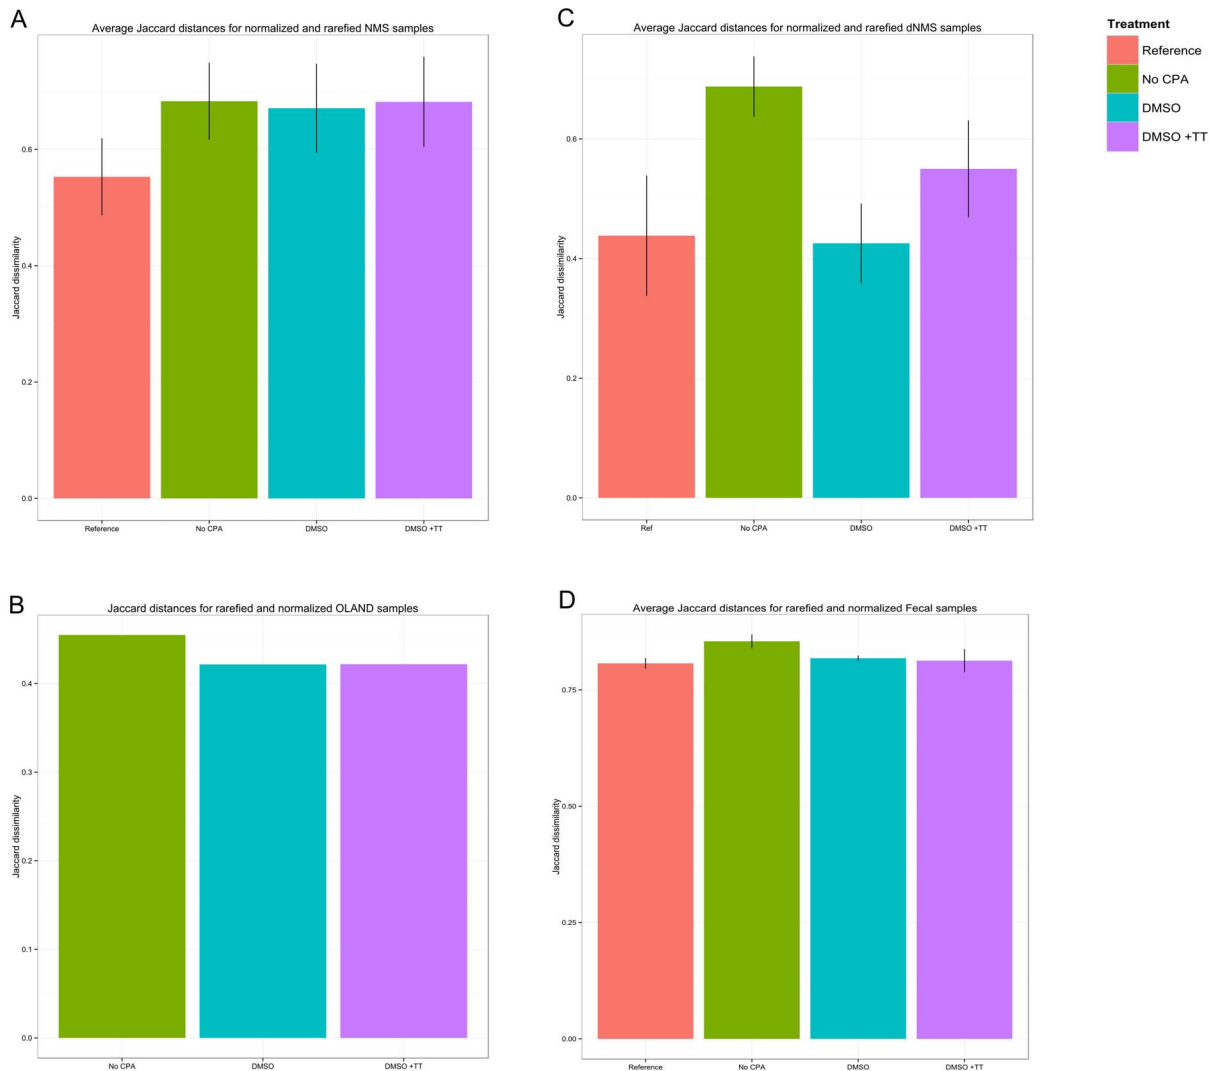 A
Average Jaccard distances for normalized and rarefied NMS samples
Jaccard dissimilarity
0.6
0.4
0.2
0.0
Reference
No CPA
DMSO
DMSO +TT
C
Average Jaccard distances for normalized and rarefied dNMS samples
Jaccard dissimilarity
0.6
0.4
0.2
0.0
Ref
No CPA
DMSO
DMSO +TT
Treatment
Reference
No CPA
DMSO
DMSO +TT
B
Jaccard distances for rarefied and normalized OLAND samples
Jaccard dissimilarity
0.4
0.3
0.2
0.1
0.0
No CPA
DMSO
DMSO +TT
D
Average Jaccard distances for rarefied and normalized Fecal samples
Jaccard dissimilarity
0.75
0.50
0.25
0.00
Reference
No CPA
DMSO
DMSO +TT